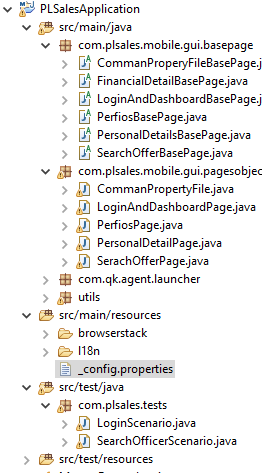 PLSalesApplication
src/main/java
com.plsales.mobile.gui.basepage
CommanProperyFileBasePage.java
FinancialDetailBasePage.java
LoginAndDashboardBasePage.j
PerfiosBasePage.java
PersonalDetailsBasePage.java
SearchOfferBasePage.java
com.plsales.mobile.gui.pagesobjec
CommanPropertyFile.java
LoginAndDashboardPage.java
PerfiosPage.java
PersonalDetailPage.java
SerachOfferPage.java
com.qk.agent.launcher
utils
src/main/resources
browserstack
l18n
_config.properties
src/test/java
com.plsales.tests
LoginScenario.java
SearchOfficerScenario.java
src/test/resources